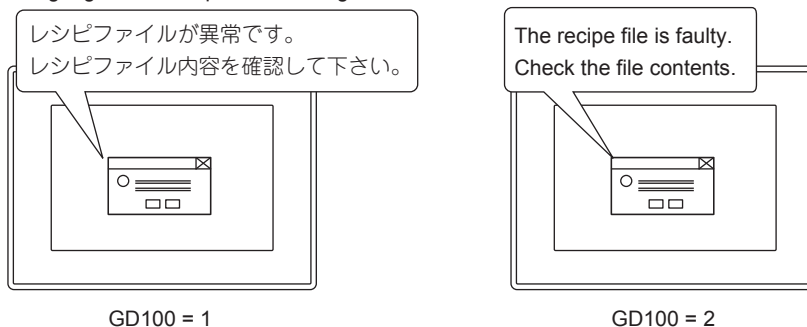 レシピファイルが異常です。
レシピファイル内容を確認して下さい。
The recipe file is faulty.
Check the file contents.
GD100 = 1
GD100 = 2